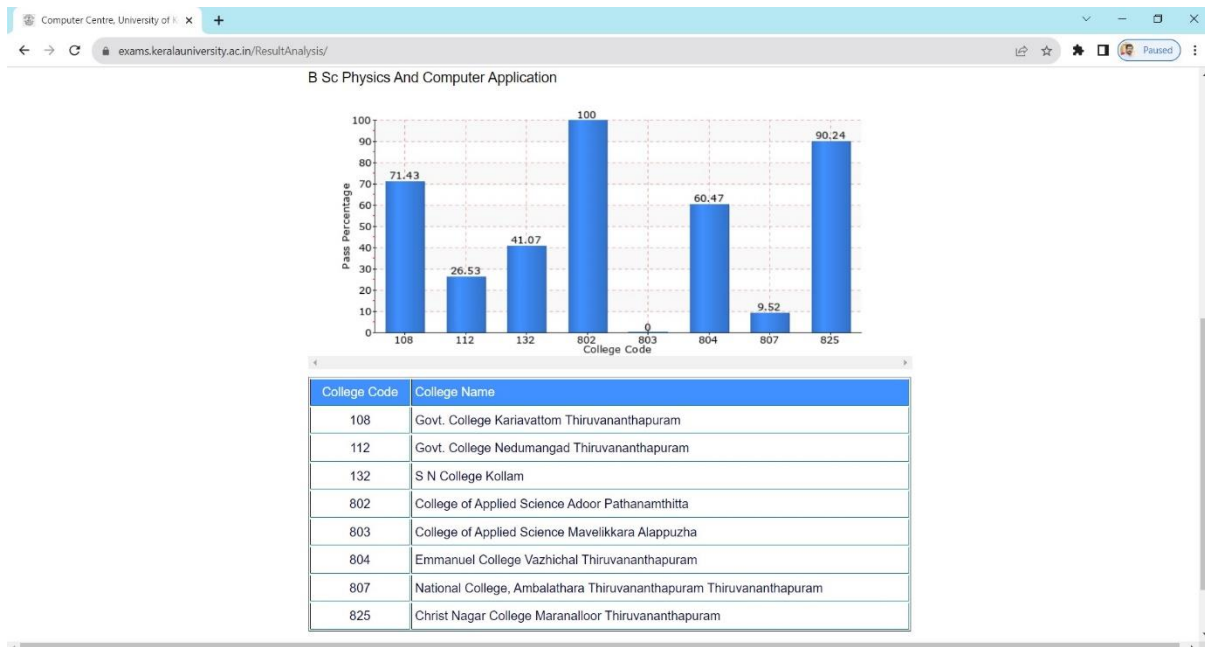 Computer Centre, University of K
exams.keralauniversity.ac.in/ResultAnalysis/
Paused
B Sc Physics And Computer Application
100
90
80
70
60
50
40
30
20
10
0
Pass Percentage
71.43
26.53
41.07
100
0
60.47
9.52
90.24
108 112 132 802 803 804 807 825
College Code
College Code College Name
108 Govt. College Kariavattom Thiruvananthapuram
112 Govt. College Nedumangad Thiruvananthapuram
132 S N College Kollam
802 College of Applied Science Adoor Pathanamthitta
803 College of Applied Science Mavelikkara Alappuzha
804 Emmanuel College Vazhichal Thiruvananthapuram
807 National College, Ambalathara Thiruvananthapuram Thiruvananthapuram
825 Christ Nagar College Maranalloor Thiruvananthapuram